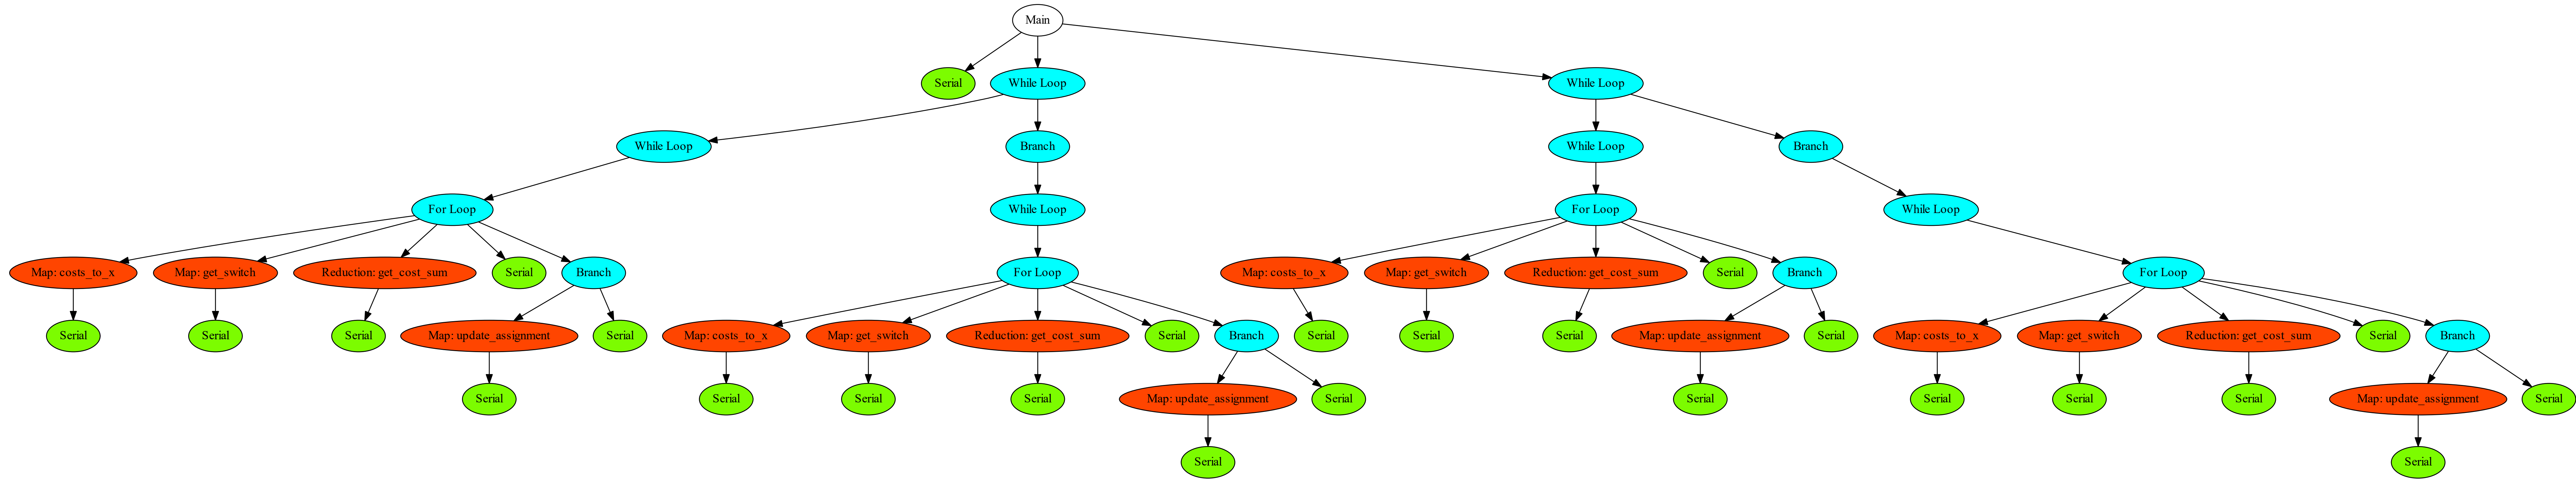 Main
Serial
While Loop
While Loop
While Loop
Branch
While Loop
Branch
For Loop
While Loop
For Loop
While Loop
Map: costs_to_x
Map: get_switch
Reduction: get_cost_sum
Serial
Branch
For Loop
Map: costs_to_x
Map: get_switch
Reduction: get_cost_sum
Serial
Branch
For Loop
Serial
Serial
Serial
Map: update_assignment
Serial
Map: costs_to_x
Map: get_switch
Reduction: get_cost_sum
Serial
Branch
Serial
Serial
Serial
Map: update_assignment
Serial
Map: costs_to_x
Map: get_switch
Reduction: get_cost_sum
Serial
Branch
Serial
Serial
Serial
Serial
Map: update_assignment
Serial
Serial
Serial
Serial
Serial
Map: update_assignment
Serial
Serial
Serial